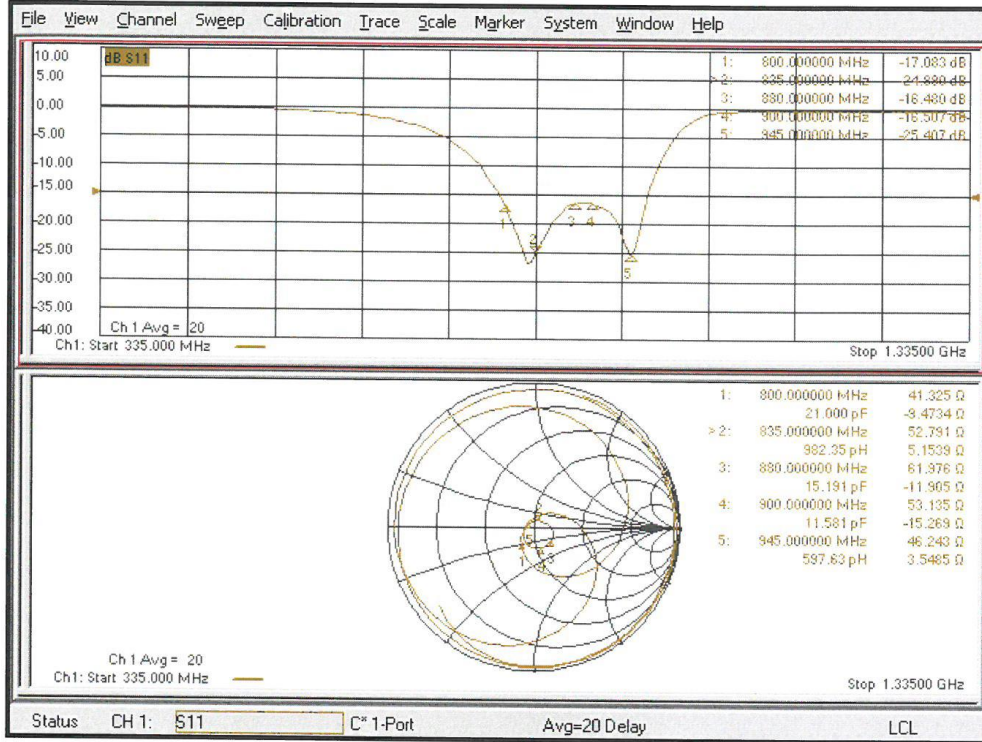 File View Channel Sweep Calibration Trace Scale Marker System Window Help
dB S11
10.00
5.00
0.00
-5.00
-10.00
-15.00
-20.00
-25.00
-30.00
-35.00
-40.00
1: 800.000000 MHz -17.083 dB
>2: 835.000000 MHz -24.880 dB
3: 880.000000 MHz -16.480 dB
4: 900.000000 MHz -16.507 dB
5: 945.000000 MHz -25.407 dB
1
2
3 4
5
Ch 1 Avg = 20
Ch1: Start 335.000 MHz
Stop 1.33500 GHz
1: 800.000000 MHz 41.325 Ω
21.000 pF -9.4734 Ω
>2: 835.000000 MHz 52.791 Ω
982.35 pH 5.1539 Ω
3: 880.000000 MHz 61.976 Ω
15.191 pF -11.905 Ω
4: 900.000000 MHz 53.135 Ω
11.581 pF -15.269 Ω
5: 945.000000 MHz 46.243 Ω
597.63 pH 3.5485 Ω
Ch 1 Avg = 20
Ch1: Start 335.000 MHz
Stop 1.33500 GHz
Status CH 1: S11 C* 1-Port Avg=20 Delay LCL